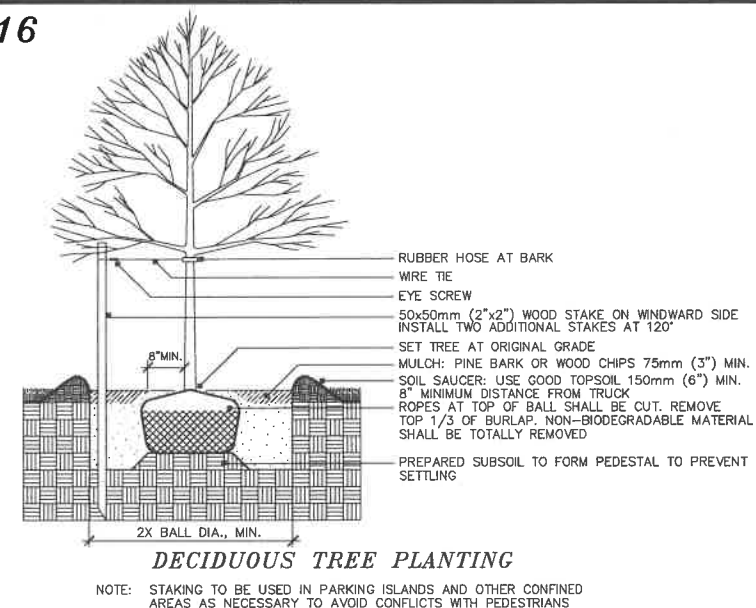 16
RUBBER HOSE AT BARK
WIRE TIE
EYE SCREW
50x50mm (2"x2") WOOD STAKE ON WINDWARD SIDE
INSTALL TWO ADDITIONAL STAKES AT 120°
SET TREE AT ORIGINAL GRADE
8"MIN.
MULCH: PINE BARK OR WOOD CHIPS 75mm (3") MIN.
SOIL SAUCER: USE GOOD TOPSOIL 150mm (6") MIN.
8" MINIMUM DISTANCE FROM TRUCK
ROPES AT TOP OF BALL SHALL BE CUT. REMOVE
TOP 1/3 OF BURLAP. NON-BIODEGRADABLE MATERIAL
SHALL BE TOTALLY REMOVED
PREPARED SUBSOIL TO FORM PEDESTAL TO PREVENT
SETTLING
2X BALL DIA., MIN.
DECIDUOUS TREE PLANTING
NOTE: STAKING TO BE USED IN PARKING ISLANDS AND OTHER CONFINED
AREAS AS NECESSARY TO AVOID CONFLICTS WITH PEDESTRIANS